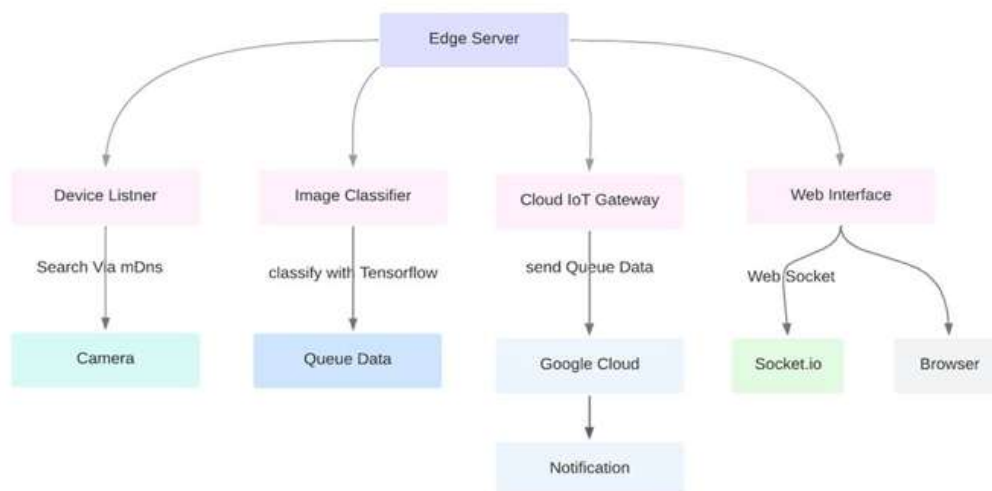 Edge Server
Device Listner
Image Classifier
Cloud IoT Gateway
Web Interface
Search Via mDns
classify with Tensorflow
send Queue Data
Web Socket
Camera
Queue Data
Google Cloud
Socket.io
Browser
Notification